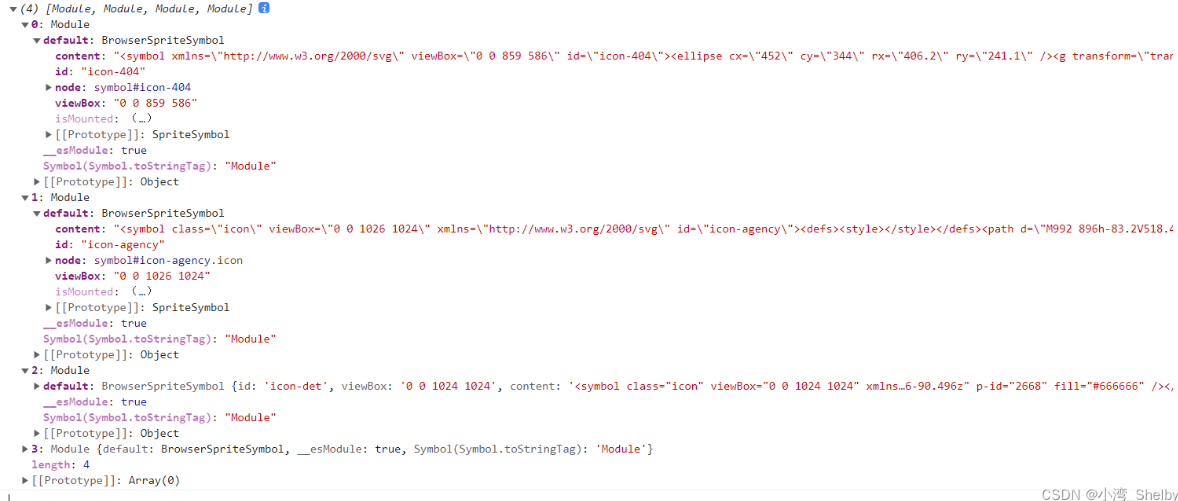 (4) [Module, Module, Module, Module] i
0: Module
default: BrowserSpriteSymbol
content: "<symbol xmlns=\"http://www.w3.org/2000/svg\" viewBox=\"0 0 859 586\" id=\"icon-404\"><ellipse cx=\"452\" cy=\"344\" rx=\"406.2\" ry=\"241.1\" /><g transform=\"tran
id: "icon-404"
node: symbol#icon-404
viewBox: "0 0 859 586"
isMounted: (…)
[[Prototype]]: SpriteSymbol
__esModule: true
Symbol(Symbol.toStringTag): "Module"
[[Prototype]]: Object
1: Module
default: BrowserSpriteSymbol
content: "<symbol class=\"icon\" viewBox=\"0 0 1026 1024\" xmlns=\"http://www.w3.org/2000/svg\" id=\"icon-agency\"><defs><style></style></defs><path d=\"M992 896h-83.2V518.4
id: "icon-agency"
node: symbol#icon-agency.icon
viewBox: "0 0 1026 1024"
isMounted: (…)
[[Prototype]]: SpriteSymbol
__esModule: true
Symbol(Symbol.toStringTag): "Module"
[[Prototype]]: Object
2: Module
default: BrowserSpriteSymbol {id: 'icon-det', viewBox: '0 0 1024 1024', content: '<symbol class="icon" viewBox="0 0 1024 1024" xmlns…6-90.496z" p-id="2668" fill="#666666" /></
__esModule: true
Symbol(Symbol.toStringTag): "Module"
[[Prototype]]: Object
3: Module {default: BrowserSpriteSymbol, __esModule: true, Symbol(Symbol.toStringTag): 'Module'}
length: 4
[[Prototype]]: Array(0)
CSDN @小湾_Shelby